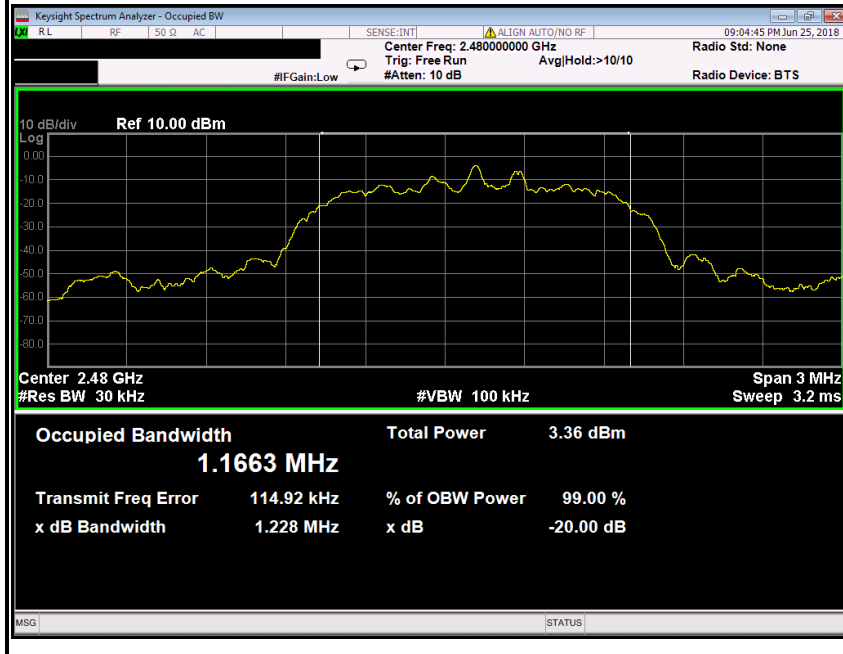 Keysight Spectrum Analyzer - Occupied BW
LXI RL RF 50 Ω AC SENSE:INT ALIGN AUTO/NO RF 09:04:45 PM Jun 25, 2018
Center Freq: 2.480000000 GHz Radio Std: None
Trig: Free Run Avg|Hold:>10/10
#IFGain:Low #Atten: 10 dB Radio Device: BTS
10 dB/div Ref 10.00 dBm
Log
0.00
-10.0
-20.0
-30.0
-40.0
-50.0
-60.0
-70.0
-80.0
Center 2.48 GHz Span 3 MHz
#Res BW 30 kHz #VBW 100 kHz Sweep 3.2 ms
Occupied Bandwidth Total Power 3.36 dBm
1.1663 MHz
Transmit Freq Error 114.92 kHz % of OBW Power 99.00 %
x dB Bandwidth 1.228 MHz x dB -20.00 dB
MSG STATUS